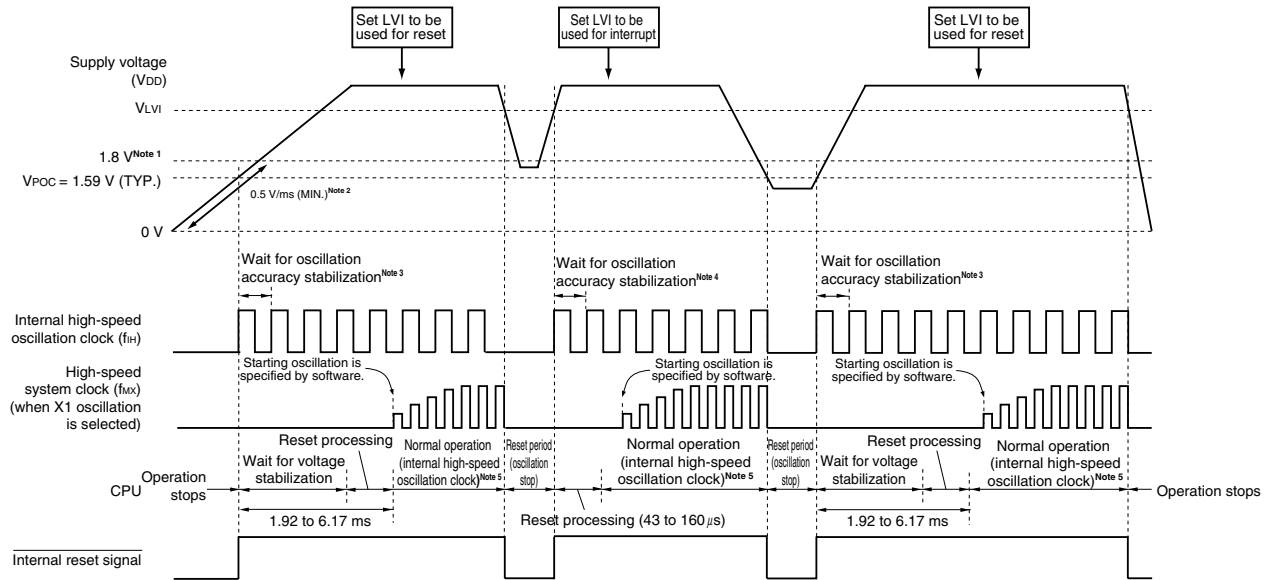 Set LVI to be
used for reset
Set LVI to be
used for interrupt
Set LVI to be
used for reset
Supply voltage
(VDD)
VLVI
1.8 V Note 1
VPOC = 1.59 V (TYP.)
0.5 V/ms (MIN.) Note 2
0 V
Wait for oscillation
accuracy stabilization Note 3
Wait for oscillation
accuracy stabilization Note 4
Wait for oscillation
accuracy stabilization Note 3
Internal high-speed
oscillation clock (fIH)
Starting oscillation is
specified by software.
Starting oscillation is
specified by software.
Starting oscillation is
specified by software.
High-speed
system clock (fMX)
(when X1 oscillation
is selected)
CPU
Operation
stops
Wait for voltage
stabilization
Reset processing
Normal operation
(internal high-speed
oscillation clock) Note 5
Reset period
(oscillation
stop)
Normal operation
(internal high-speed
oscillation clock) Note 5
Reset period
(oscillation
stop)
Wait for voltage
stabilization
Reset processing
Normal operation
(internal high-speed
oscillation clock) Note 5
Operation stops
1.92 to 6.17 ms
Reset processing (43 to 160 μs)
1.92 to 6.17 ms
Internal reset signal